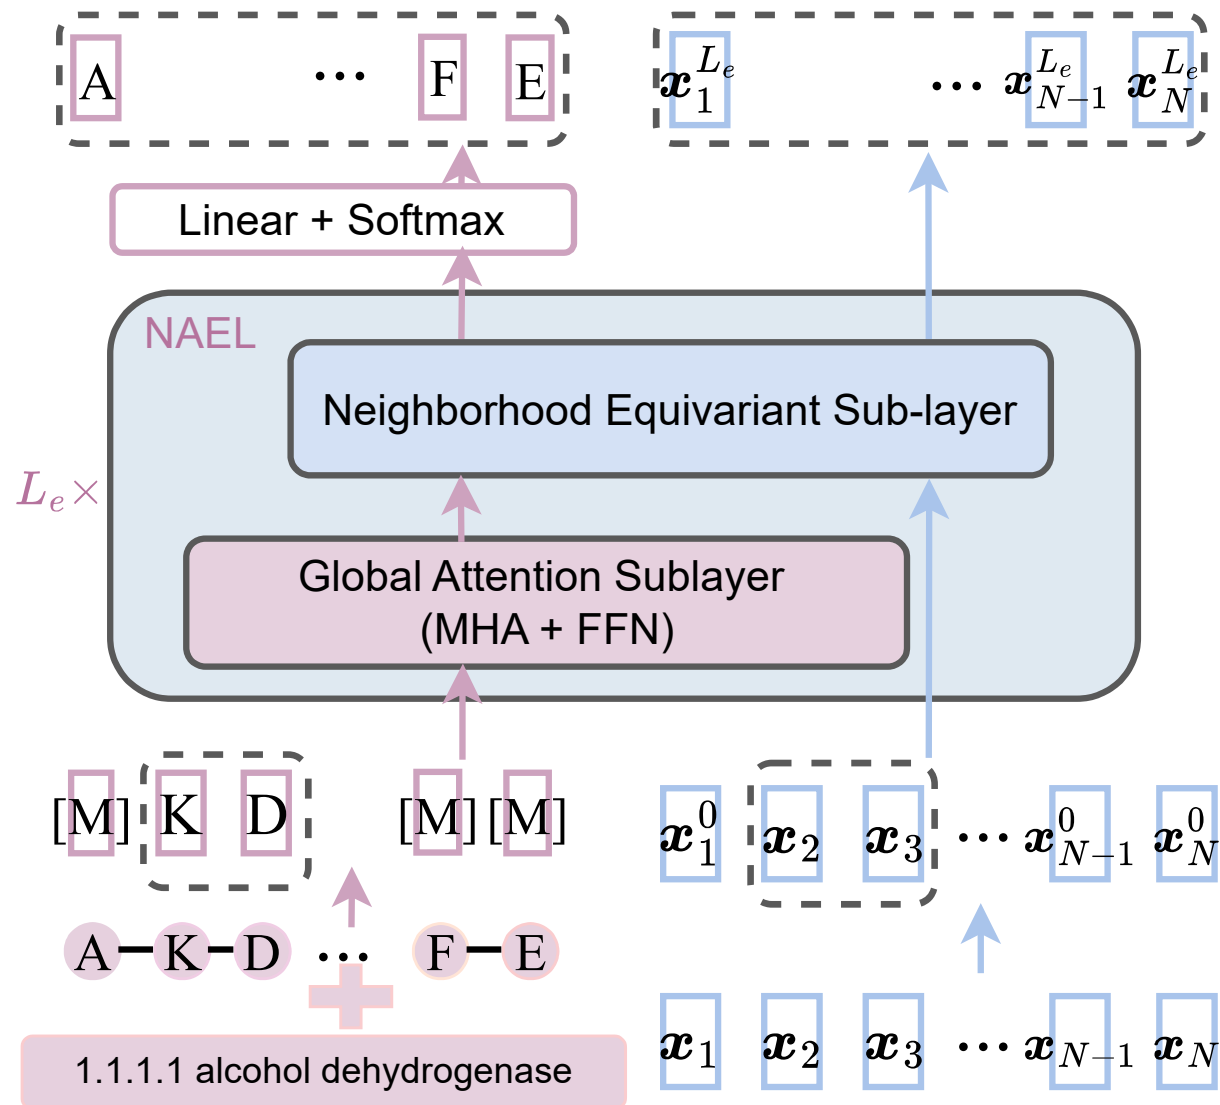 A ... F E
x_1^{L_e} ... x_{N-1}^{L_e} x_N^{L_e}
Linear + Softmax
NAEL
Neighborhood Equivariant Sub-layer
L_e×
Global Attention Sublayer
(MHA + FFN)
[M] K D [M] [M]
x_1^0 x_2 x_3 ... x_{N-1}^0 x_N^0
A K D ... F E
x_1 x_2 x_3 ... x_{N-1} x_N
1.1.1.1 alcohol dehydrogenase